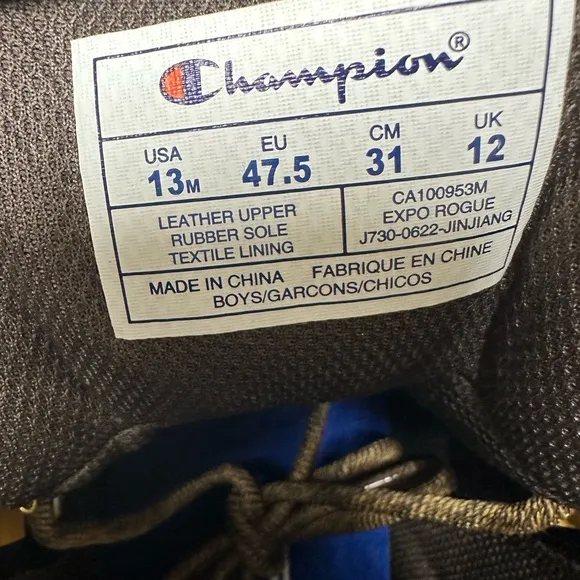 Champion®
USA EU CM UK
13M 47.5 31 12
LEATHER UPPER
RUBBER SOLE
TEXTILE LINING
CA100953M
EXPO ROGUE
J730-0622-JINJIANG
MADE IN CHINA FABRIQUE EN CHINE
BOYS/GARCONS/CHICOS